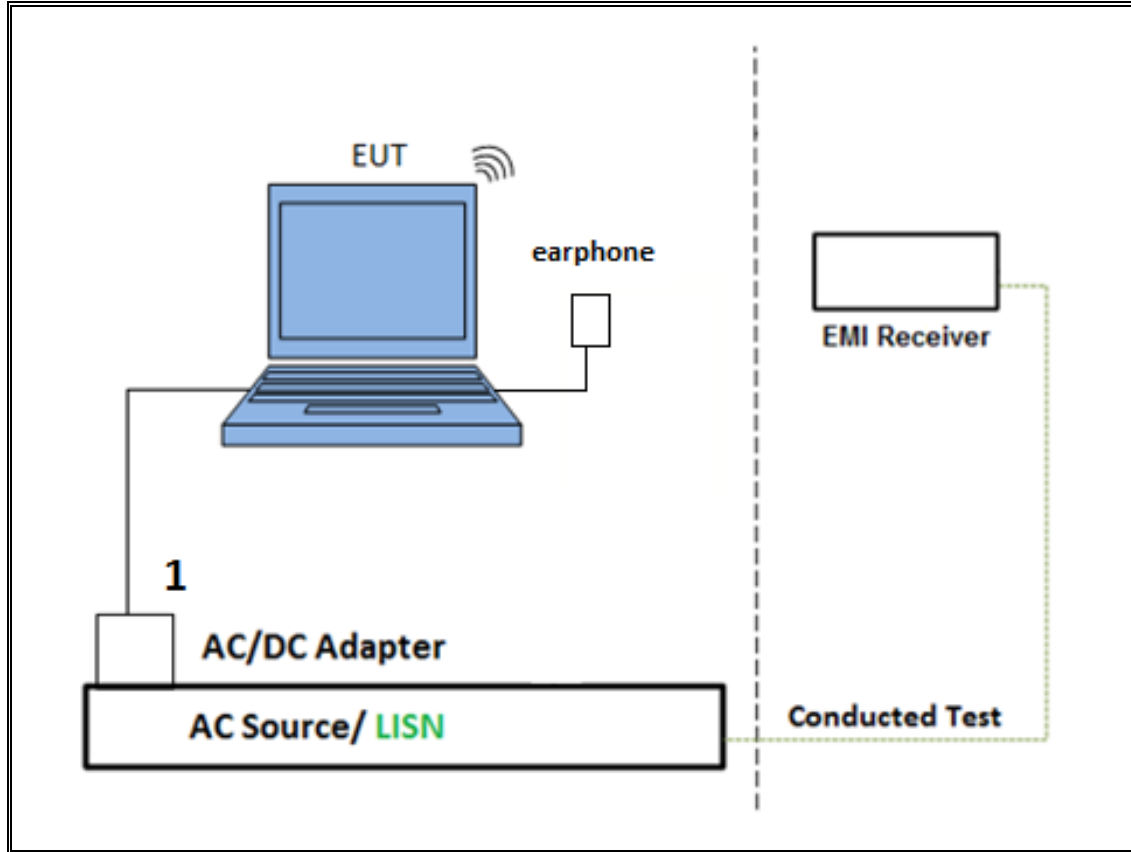 EUT
earphone
EMI Receiver
1
AC/DC Adapter
AC Source/ LISN
Conducted Test